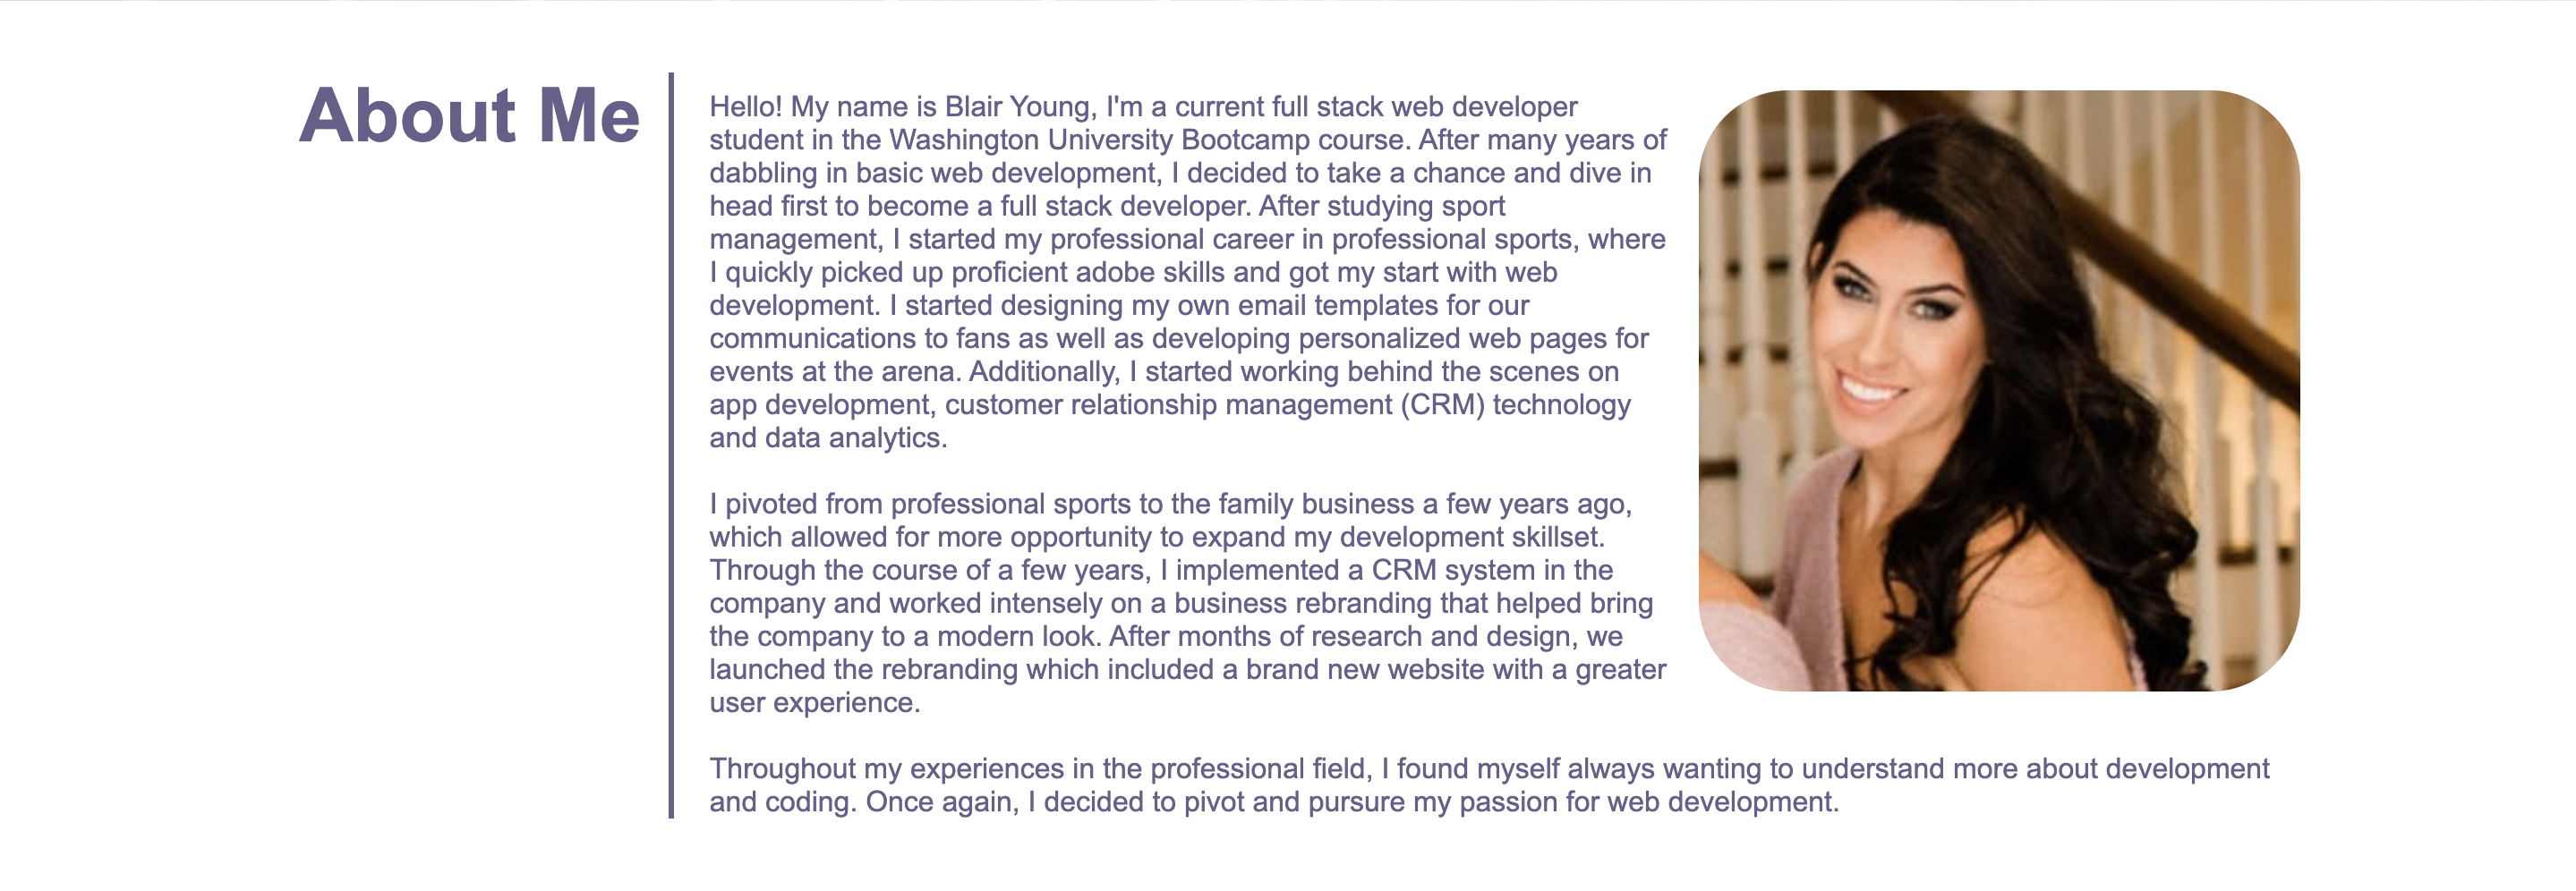 About Me
Hello! My name is Blair Young, I'm a current full stack web developer
student in the Washington University Bootcamp course. After many years of
dabbling in basic web development, I decided to take a chance and dive in
head first to become a full stack developer. After studying sport
management, I started my professional career in professional sports, where
I quickly picked up proficient adobe skills and got my start with web
development. I started designing my own email templates for our
communications to fans as well as developing personalized web pages for
events at the arena. Additionally, I started working behind the scenes on
app development, customer relationship management (CRM) technology
and data analytics.
I pivoted from professional sports to the family business a few years ago,
which allowed for more opportunity to expand my development skillset.
Through the course of a few years, I implemented a CRM system in the
company and worked intensely on a business rebranding that helped bring
the company to a modern look. After months of research and design, we
launched the rebranding which included a brand new website with a greater
user experience.
Throughout my experiences in the professional field, I found myself always wanting to understand more about development
and coding. Once again, I decided to pivot and pursure my passion for web development.